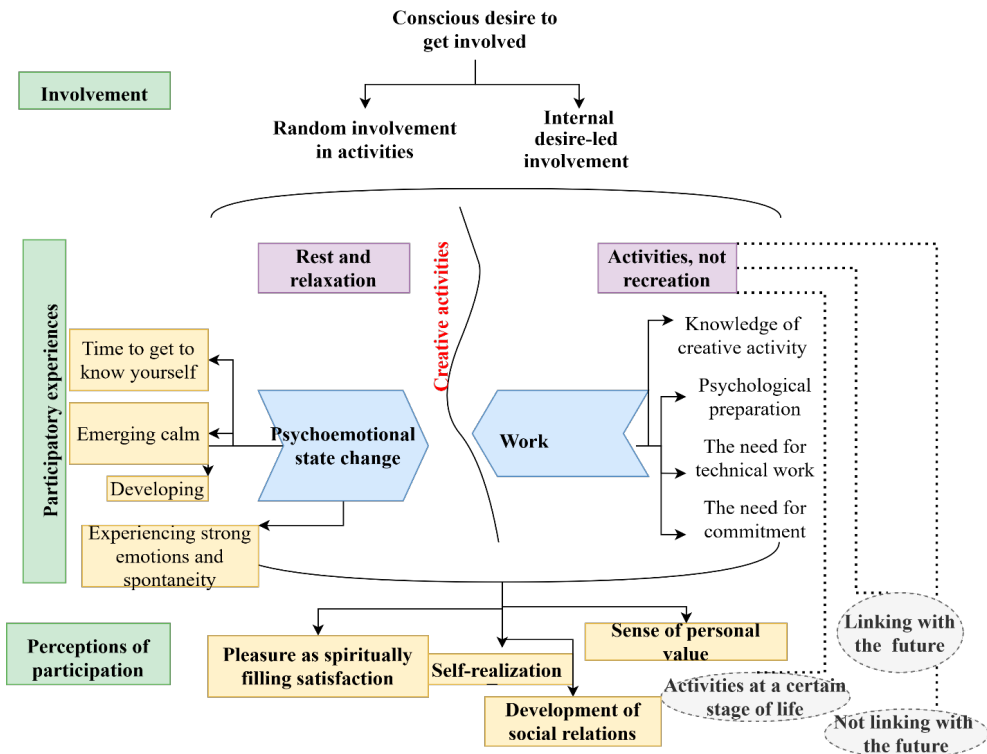 Conscious desire to
get involved
Involvement
Random involvement
in activities
Internal
desire-led
involvement
Participatory experiences
Rest and
relaxation
Creative activities
Activities, not
recreation
Time to get to
know yourself
Emerging calm
Developing
Experiencing strong
emotions and
spontaneity
Psychoemotional
state change
Work
Knowledge of
creative activity
Psychological
preparation
The need for
technical work
The need for
commitment
Perceptions of
participation
Pleasure as spiritually
filling satisfaction
Self-realization
Development of
social relations
Sense of personal
value
Activities at a certain
stage of life
Linking with
the future
Not linking with
the future